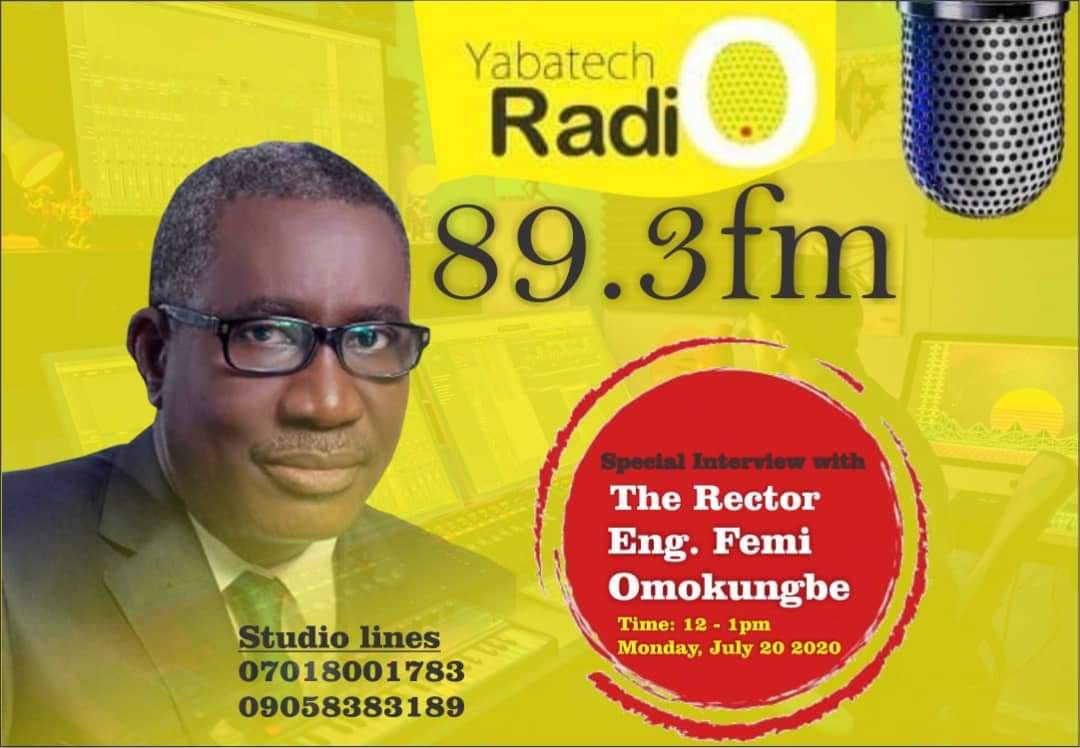 Yabatech
Radio
89.3fm
Special Interview with
The Rector
Eng. Femi
Omokungbe
Time: 12 - 1pm
Monday, July 20 2020
Studio lines
07018001783
09058383189